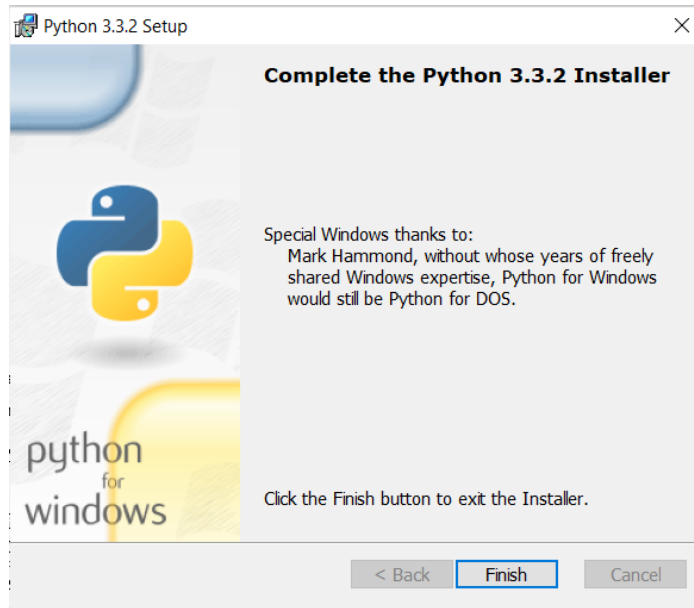 Python 3.3.2 Setup
Complete the Python 3.3.2 Installer
Special Windows thanks to:
Mark Hammond, without whose years of freely
shared Windows expertise, Python for Windows
would still be Python for DOS.
python
for
windows
Click the Finish button to exit the Installer.
< Back
Finish
Cancel